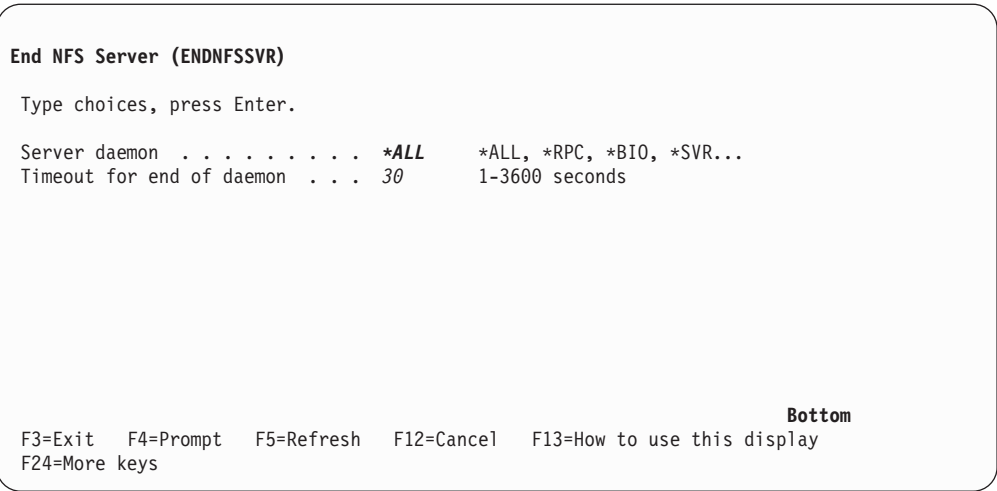 End NFS Server (ENDNFSSVR)
Type choices, press Enter.
Server daemon . . . . . . . . . *ALL *ALL, *RPC, *BIO, *SVR...
Timeout for end of daemon . . . 30 1-3600 seconds
Bottom
F3=Exit F4=Prompt F5=Refresh F12=Cancel F13=How to use this display
F24=More keys